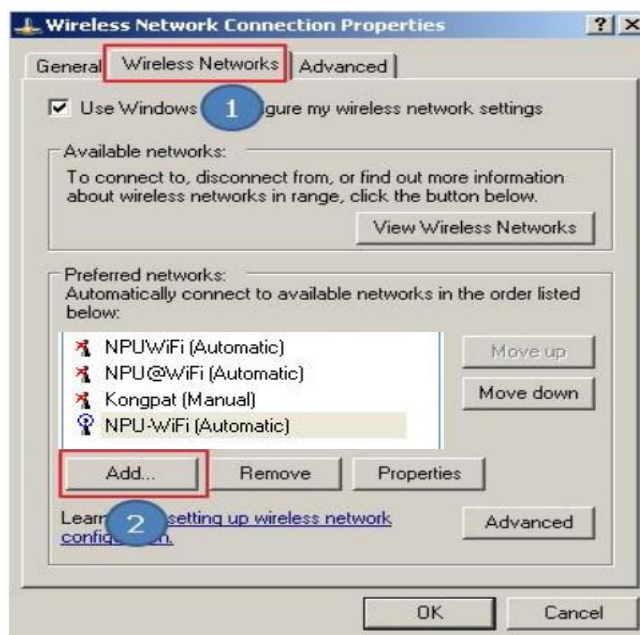 Wireless Network Connection Properties
? X
General Wireless Networks Advanced
Use Windows 1 gure my wireless network settings
Available networks:
To connect to, disconnect from, or find out more information
about wireless networks in range, click the button below.
View Wireless Networks
Preferred networks:
Automatically connect to available networks in the order listed
below:
NPUWiFi (Automatic)
NPU@WiFi (Automatic)
Kongpat (Manual)
NPU-WiFi (Automatic)
Move up
Move down
Add... Remove Properties
Learn 2 setting up wireless network
Advanced
OK Cancel